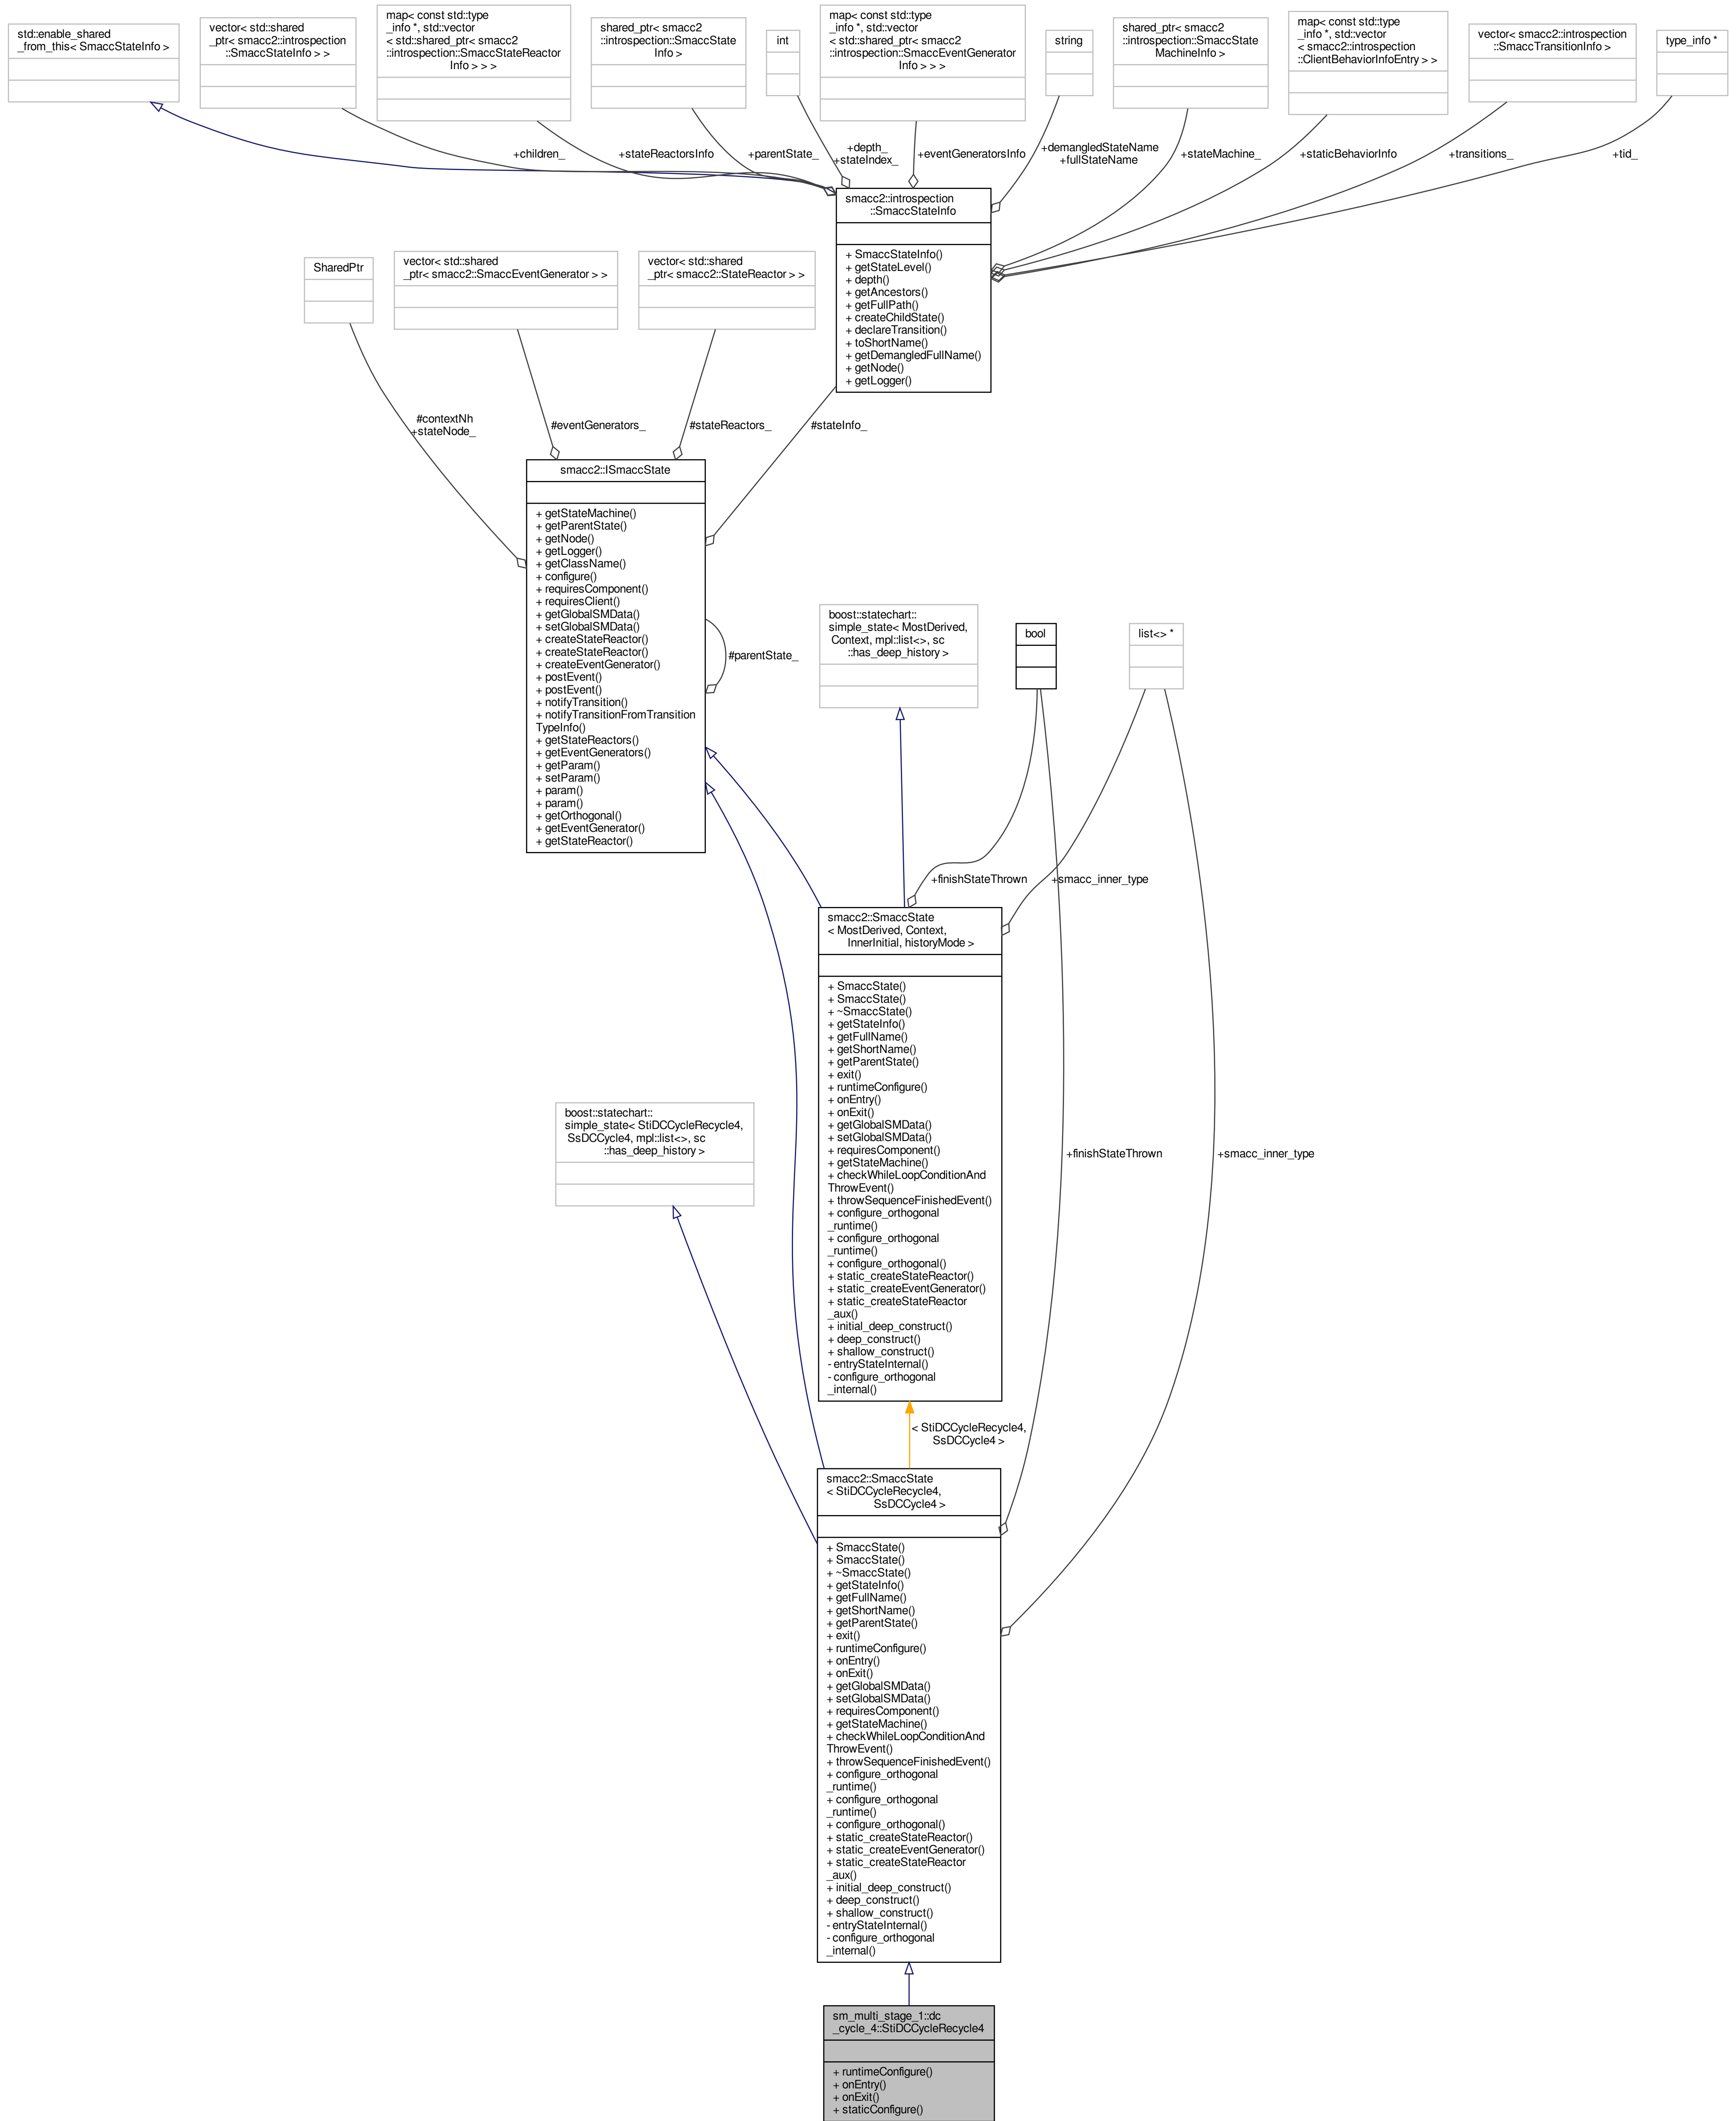 std::enable_shared
_from_this< SmaccStateInfo >
vector< std::shared
_ptr< smacc2::introspection
::SmaccStateInfo > >
map< const std::type
_info *, std::vector
< std::shared_ptr< smacc2
::introspection::SmaccStateReactor
Info > > >
shared_ptr< smacc2
::introspection::SmaccState
Info >
int
map< const std::type
_info *, std::vector
< std::shared_ptr< smacc2
::introspection::SmaccEventGenerator
Info > > >
string
shared_ptr< smacc2
::introspection::SmaccState
MachineInfo >
map< const std::type
_info *, std::vector
< smacc2::introspection
::ClientBehaviorInfoEntry > >
vector< smacc2::introspection
::SmaccTransitionInfo >
type_info *
+children_
+stateReactorsInfo
+parentState_
+depth_
+stateIndex_
+eventGeneratorsInfo
+demangledStateName
+fullStateName
+stateMachine_
+staticBehaviorInfo
+transitions_
+tid_
smacc2::introspection
::SmaccStateInfo
+ SmaccStateInfo()
+ getStateLevel()
+ depth()
+ getAncestors()
+ getFullPath()
+ createChildState()
+ declareTransition()
+ toShortName()
+ getDemangledFullName()
+ getNode()
+ getLogger()
SharedPtr
vector< std::shared
_ptr< smacc2::SmaccEventGenerator > >
vector< std::shared
_ptr< smacc2::StateReactor > >
#contextNh
+stateNode_
#eventGenerators_
#stateReactors_
#stateInfo_
smacc2::ISmaccState
+ getStateMachine()
+ getParentState()
+ getNode()
+ getLogger()
+ getClassName()
+ configure()
+ requiresComponent()
+ requiresClient()
+ getGlobalSMData()
+ setGlobalSMData()
+ createStateReactor()
+ createStateReactor()
+ createEventGenerator()
+ postEvent()
+ postEvent()
+ notifyTransition()
+ notifyTransitionFromTransition
TypeInfo()
+ getStateReactors()
+ getEventGenerators()
+ getParam()
+ setParam()
+ param()
+ param()
+ getOrthogonal()
+ getEventGenerator()
+ getStateReactor()
#parentState_
boost::statechart::
simple_state< MostDerived,
Context, mpl::list<>, sc
::has_deep_history >
bool
list<> *
+finishStateThrown
+smacc_inner_type
smacc2::SmaccState
< MostDerived, Context,
InnerInitial, historyMode >
+ SmaccState()
+ SmaccState()
+ ~SmaccState()
+ getStateInfo()
+ getFullName()
+ getShortName()
+ getParentState()
+ exit()
+ runtimeConfigure()
+ onEntry()
+ onExit()
+ getGlobalSMData()
+ setGlobalSMData()
+ requiresComponent()
+ getStateMachine()
+ checkWhileLoopConditionAnd
ThrowEvent()
+ throwSequenceFinishedEvent()
+ configure_orthogonal
_runtime()
+ configure_orthogonal
_runtime()
+ configure_orthogonal()
+ static_createStateReactor()
+ static_createEventGenerator()
+ static_createStateReactor
_aux()
+ initial_deep_construct()
+ deep_construct()
+ shallow_construct()
- entryStateInternal()
- configure_orthogonal
_internal()
boost::statechart::
simple_state< StiDCCycleRecycle4,
SsDCCycle4, mpl::list<>, sc
::has_deep_history >
+finishStateThrown
+smacc_inner_type
< StiDCCycleRecycle4,
SsDCCycle4 >
smacc2::SmaccState
< StiDCCycleRecycle4,
SsDCCycle4 >
+ SmaccState()
+ SmaccState()
+ ~SmaccState()
+ getStateInfo()
+ getFullName()
+ getShortName()
+ getParentState()
+ exit()
+ runtimeConfigure()
+ onEntry()
+ onExit()
+ getGlobalSMData()
+ setGlobalSMData()
+ requiresComponent()
+ getStateMachine()
+ checkWhileLoopConditionAnd
ThrowEvent()
+ throwSequenceFinishedEvent()
+ configure_orthogonal
_runtime()
+ configure_orthogonal
_runtime()
+ configure_orthogonal()
+ static_createStateReactor()
+ static_createEventGenerator()
+ static_createStateReactor
_aux()
+ initial_deep_construct()
+ deep_construct()
+ shallow_construct()
- entryStateInternal()
- configure_orthogonal
_internal()
sm_multi_stage_1::dc
_cycle_4::StiDCCycleRecycle4
+ runtimeConfigure()
+ onEntry()
+ onExit()
+ staticConfigure()